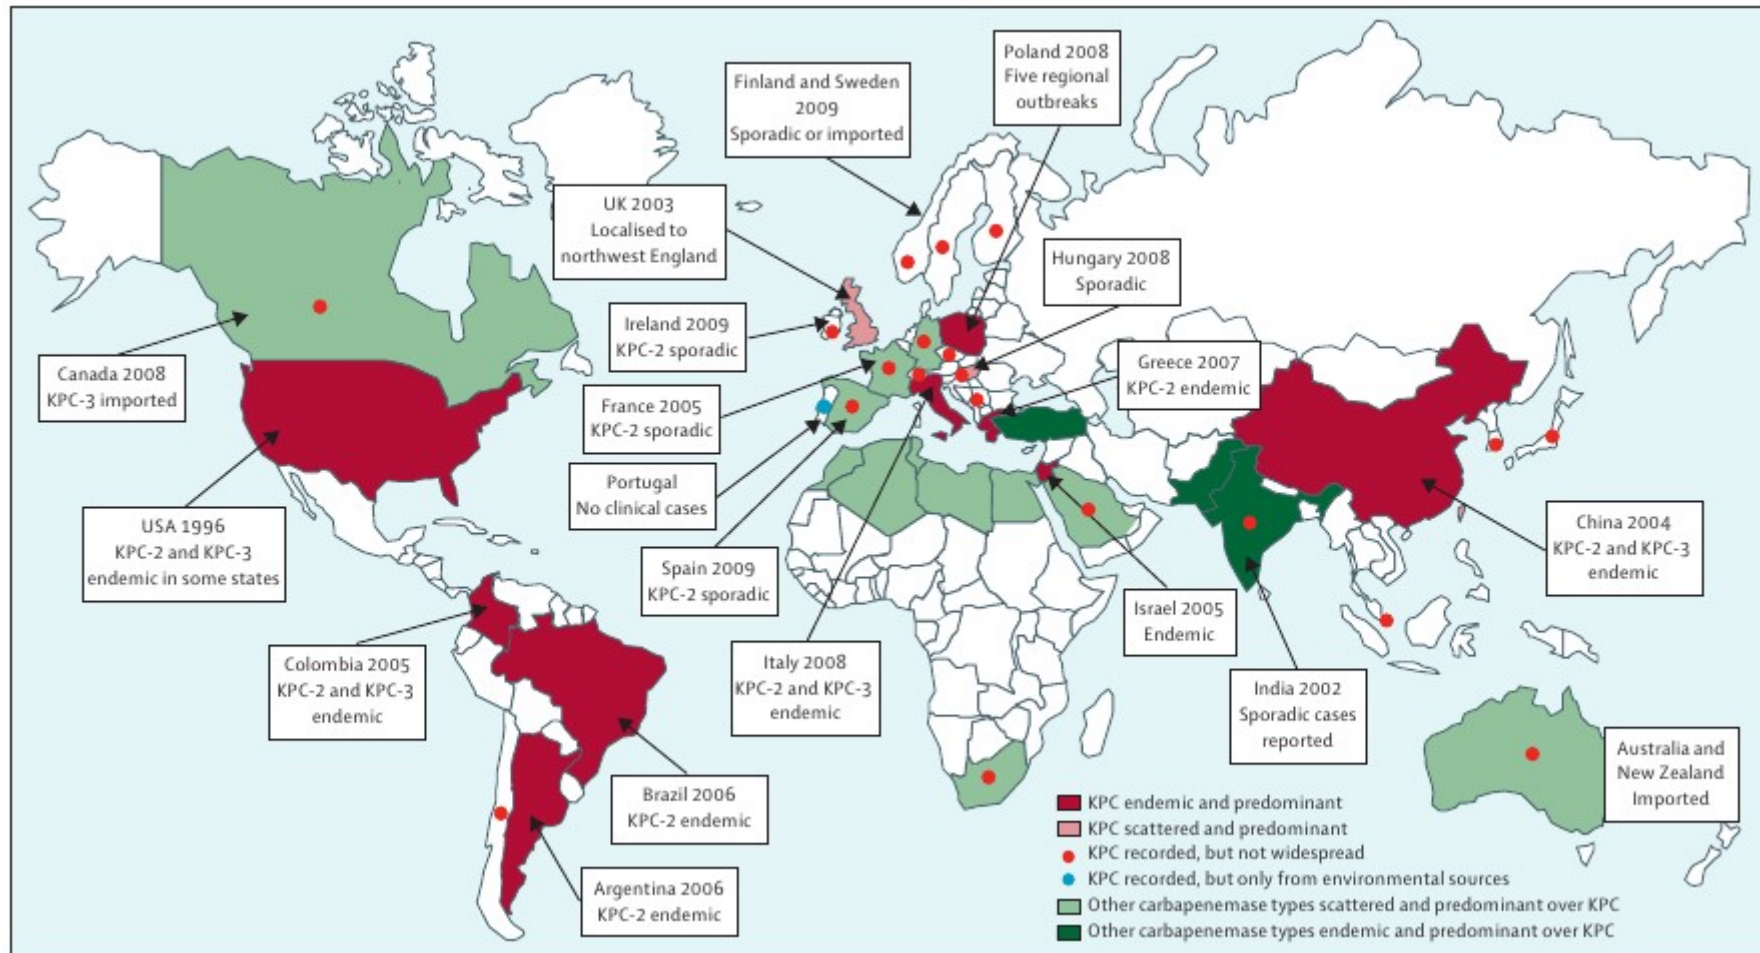 Poland 2008
Five regional
outbreaks
Finland and Sweden
2009
Sporadic or imported
UK 2003
Localised to
northwest England
Hungary 2008
Sporadic
Ireland 2009
KPC-2 sporadic
Greece 2007
KPC-2 endemic
Canada 2008
KPC-3 imported
France 2005
KPC-2 sporadic
Portugal
No clinical cases
USA 1996
KPC-2 and KPC-3
endemic in some states
China 2004
KPC-2 and KPC-3
endemic
Spain 2009
KPC-2 sporadic
Israel 2005
Endemic
Colombia 2005
KPC-2 and KPC-3
endemic
Italy 2008
KPC-2 and KPC-3
endemic
India 2002
Sporadic cases
reported
Australia and
New Zealand
Imported
Brazil 2006
KPC-2 endemic
Argentina 2006
KPC-2 endemic
KPC endemic and predominant
KPC scattered and predominant
KPC recorded, but not widespread
KPC recorded, but only from environmental sources
Other carbapenemase types scattered and predominant over KPC
Other carbapenemase types endemic and predominant over KPC